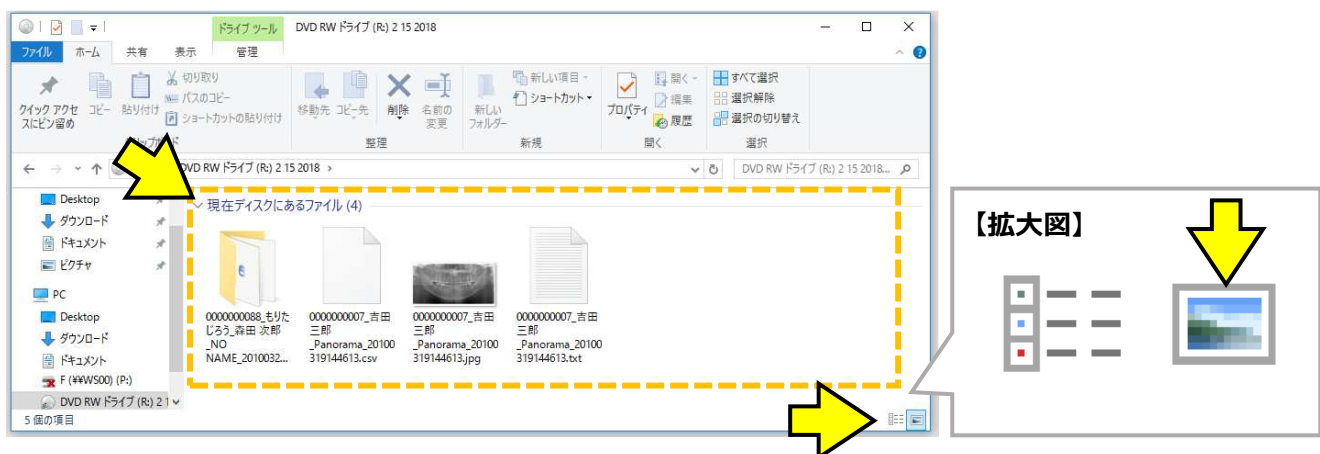 ドライブ ツール
DVD RW ドライブ (R:) 2 15 2018
ファイル
ホーム
共有
表示
管理
クイック アクセ
スにピン留め
コピー
貼り付け
切り取り
パスのコピー
ショートカットの貼り付け
移動先
コピー先
削除
名前の
変更
整理
新しい
フォルダー
新しい項目
ショートカット
新規
プロパティ
開く
編集
履歴
開く
すべて選択
選択解除
選択の切り替え
選択
DVD RW ドライブ (R:) 2 15 2018
DVD RW ドライブ (R:) 2 15 2018...
Desktop
ダウンロード
ドキュメント
ピクチャ
PC
Desktop
ダウンロード
ドキュメント
F (¥¥WS00) (P:)
DVD RW ドライブ (R:) 2 1
現在ディスクにあるファイル (4)
0000000088_もりた
じろう_森田 次郎
_NO
NAME_2010032...
0000000007_吉田
三郎
_Panorama_20100
319144613.csv
0000000007_吉田
三郎
_Panorama_20100
319144613.jpg
0000000007_吉田
三郎
_Panorama_20100
319144613.txt
5 個の項目
【拡大図】